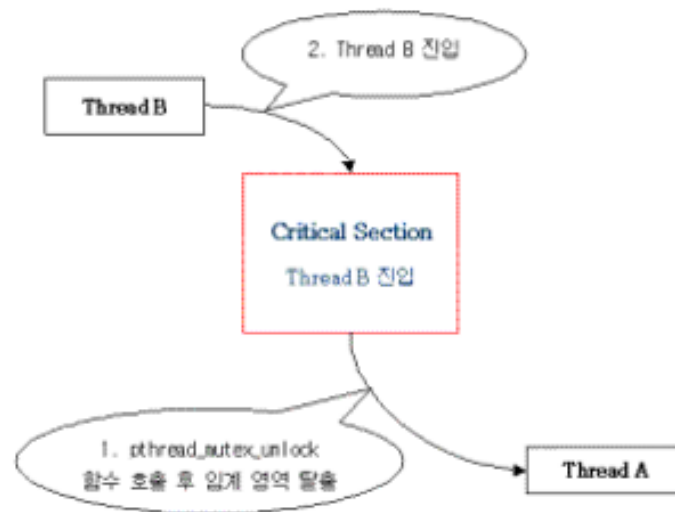 2. Thread B 진입
Thread B
Critical Section
Thread B 진입
1. pthread_mutex_unlock
함수 호출 후 임계 영역 탈출
Thread A